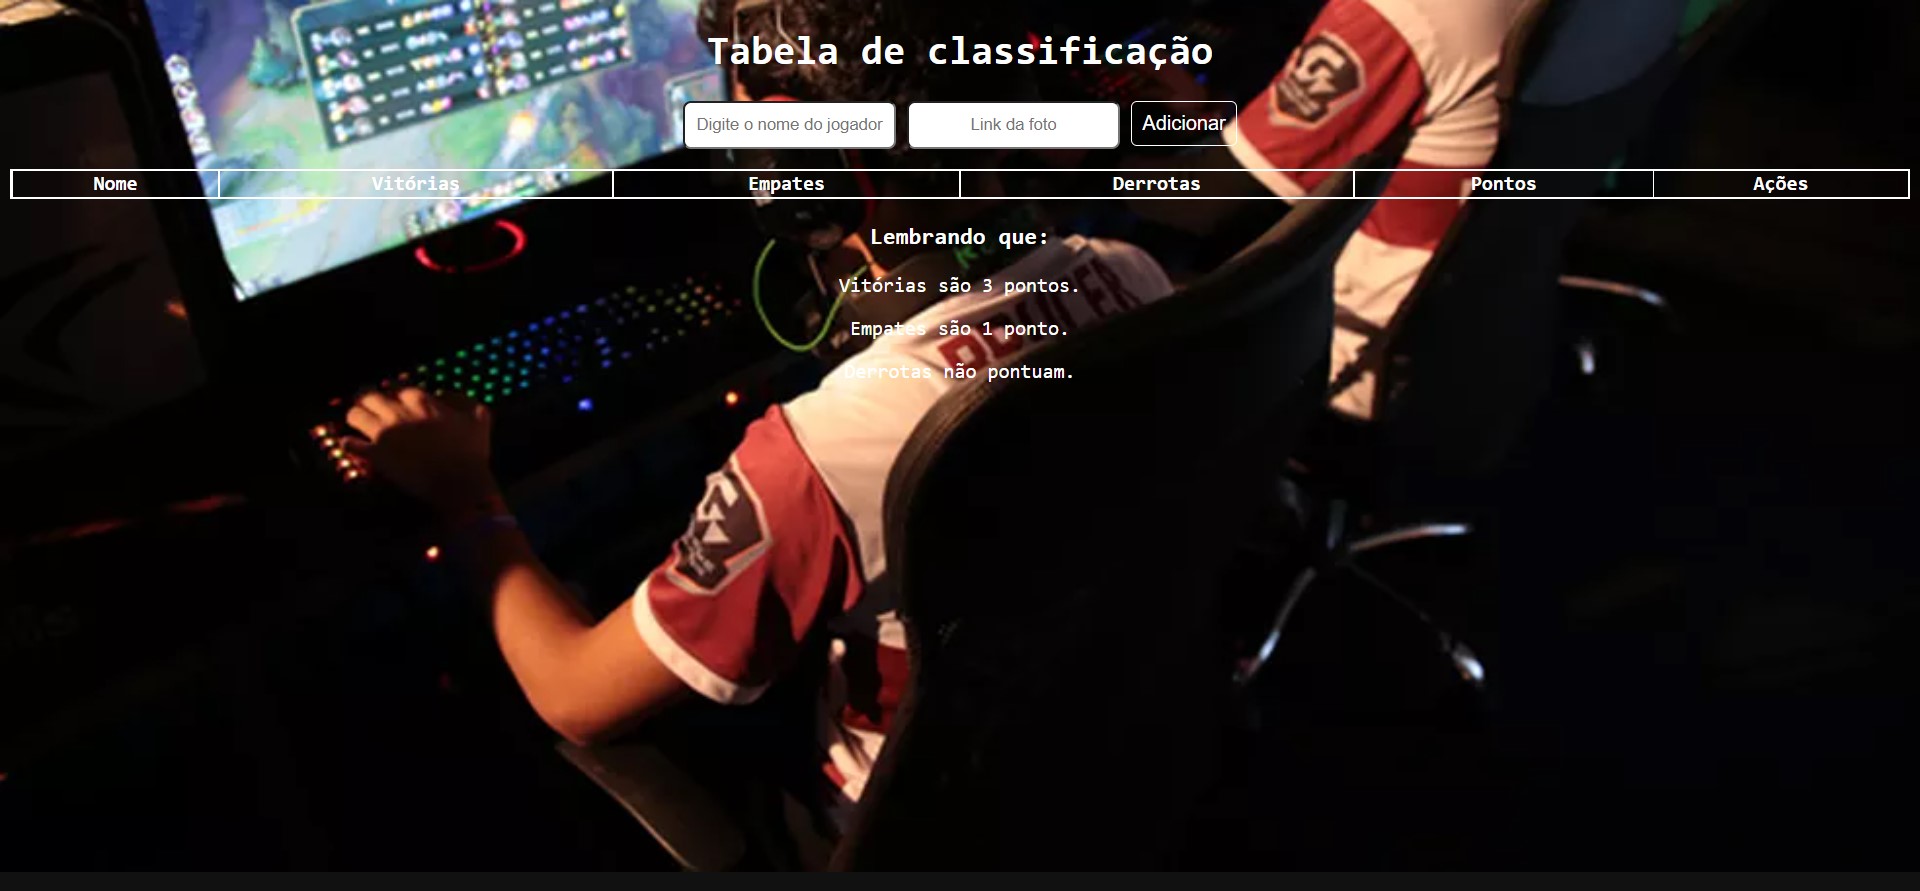 Tabela de classificação
Digite o nome do jogador Link da foto Adicionar
Nome Vitórias Empates Derrotas Pontos Ações
Lembrando que:
Vitórias são 3 pontos.
Empates são 1 ponto.
Derrotas não pontuam.